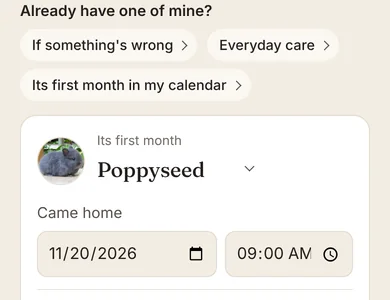 Already have one of mine?
If something's wrong
Everyday care
Its first month in my calendar
Its first month
Poppyseed
Came home
11/20/2026
09:00 AM